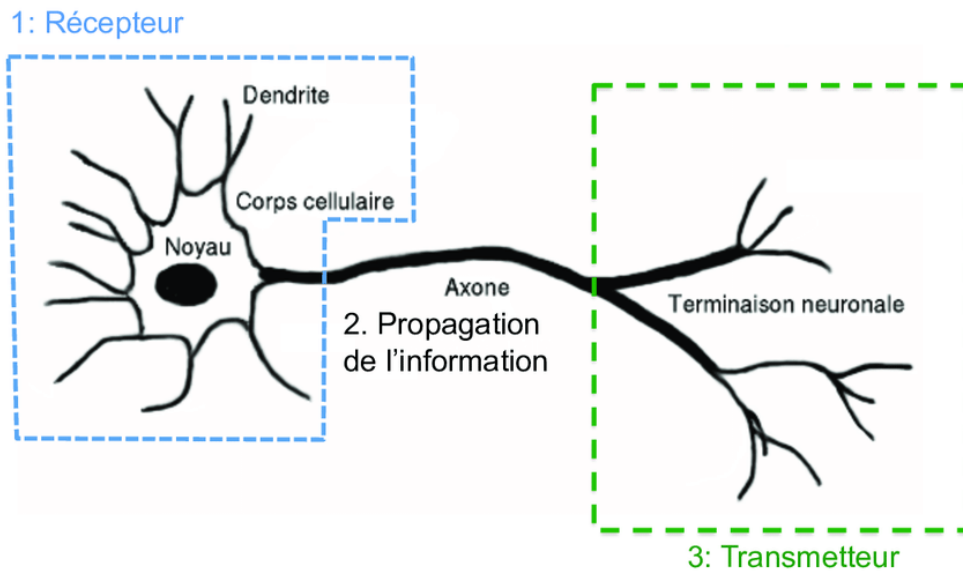 1: Récepteur
Dendrite
Corps cellulaire
Noyau
Axone
2. Propagation
de l'information
Terminaison neuronale
3: Transmetteur